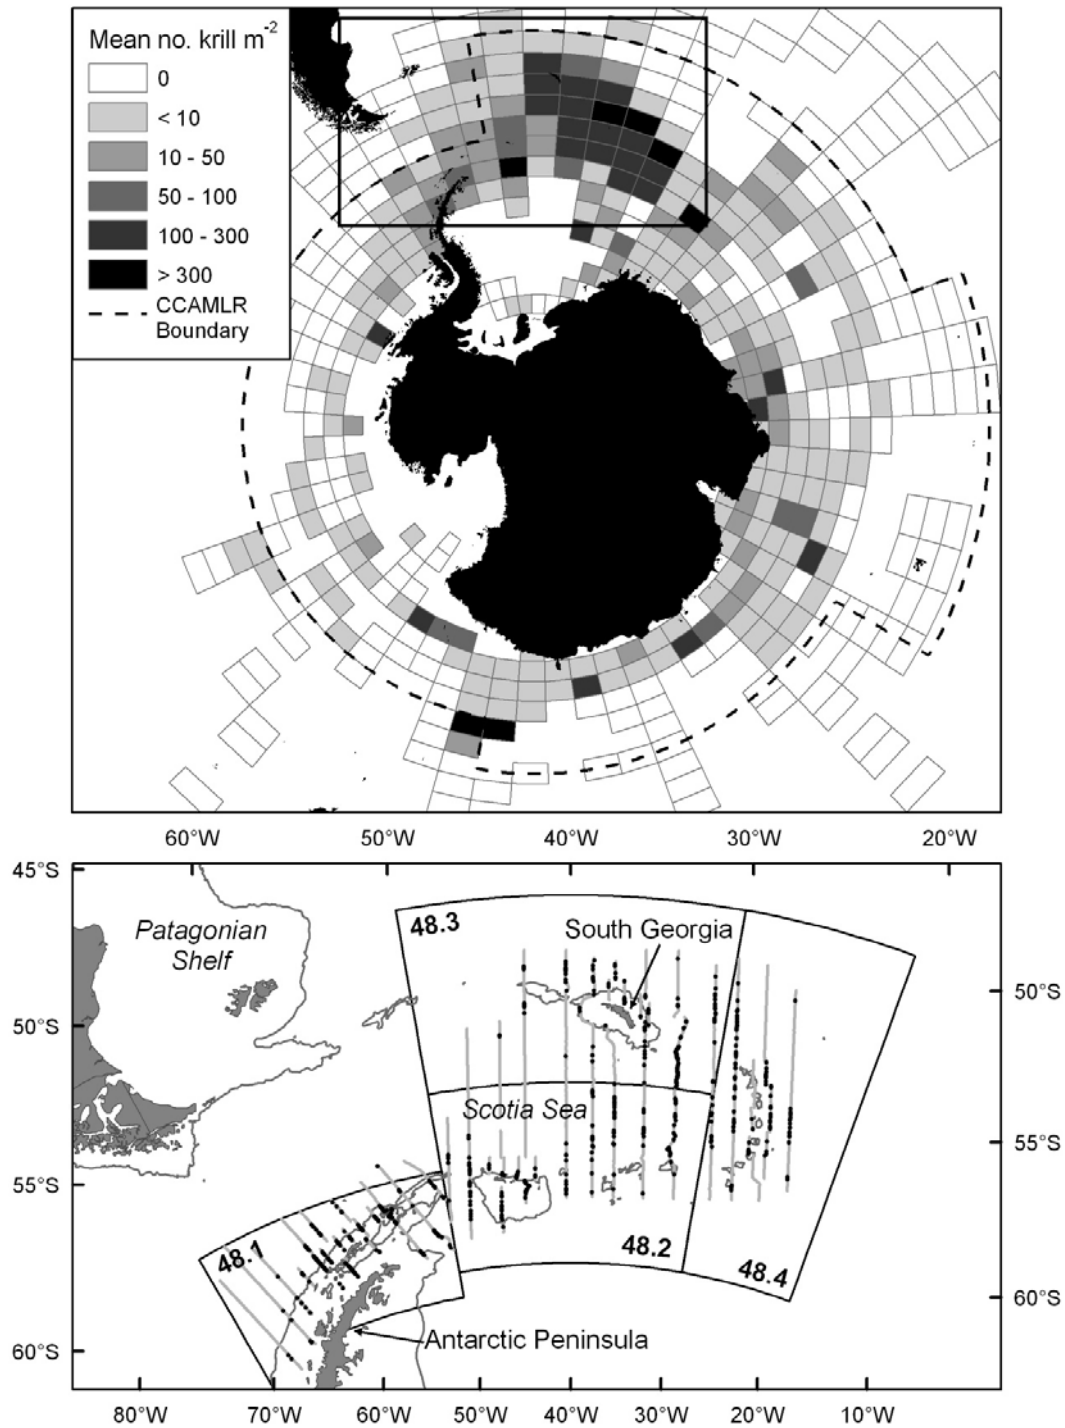 Mean no. krill m-2
0
< 10
10 - 50
50 - 100
100 - 300
> 300
CCAMLR
Boundary
60°W 50°W 40°W 30°W 20°W
45°S
Patagonian
Shelf
48.3
South Georgia
50°S
50°S
Scotia Sea
55°S
55°S
48.1
48.2
48.4
60°S
Antarctic Peninsula
60°S
80°W 70°W 60°W 50°W 40°W 30°W 20°W 10°W